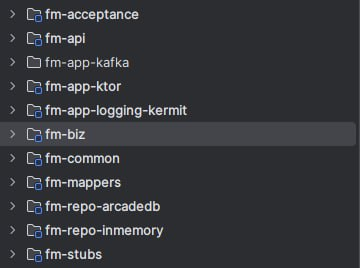 fm-acceptance
fm-api
fm-app-kafka
fm-app-ktor
fm-app-logging-kermit
fm-biz
fm-common
fm-mappers
fm-repo-arcadedb
fm-repo-inmemory
fm-stubs